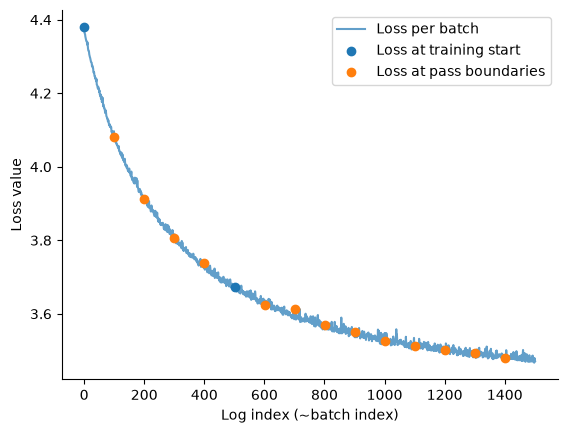 4.4
4.2
4.0
3.8
3.6
Loss value
0
200
400
600
800
1000
1200
1400
Log index (~batch index)
Loss per batch
Loss at training start
Loss at pass boundaries